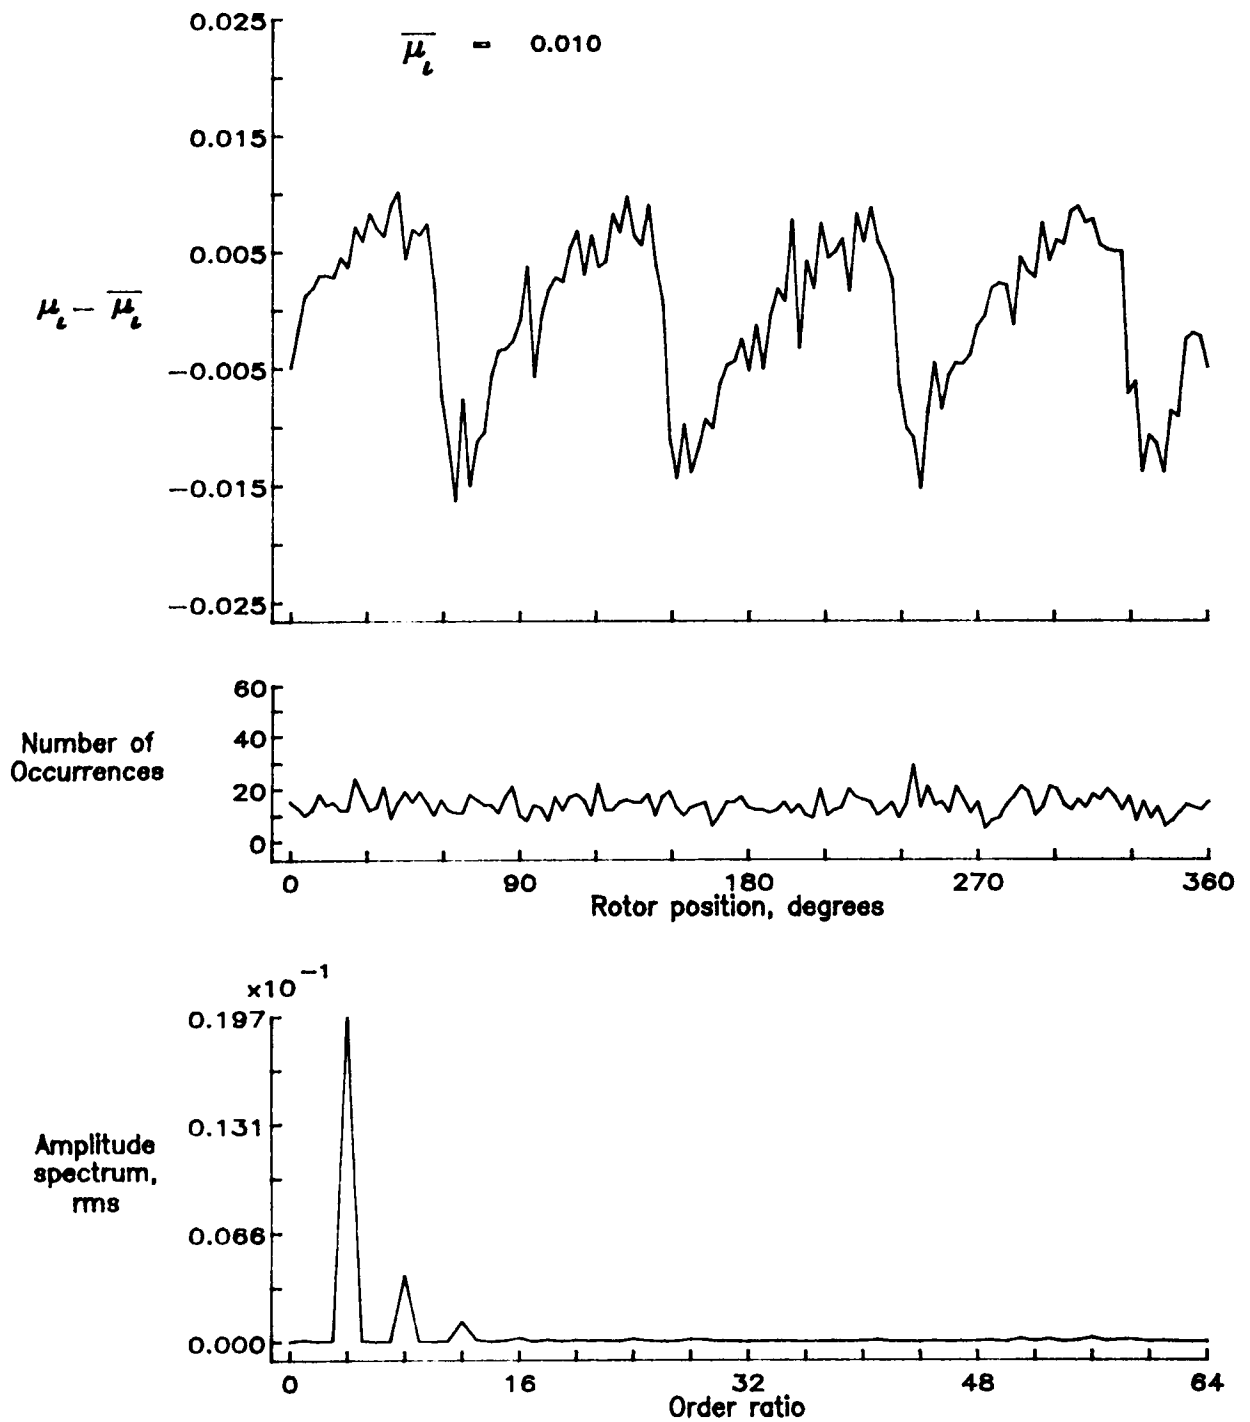 0.025
μ̅ι = 0.010
0.015
0.005
μι − μ̅ι
−0.005
−0.015
−0.025
60
Number of
Occurrences
40
20
0
0 90 180 270 360
Rotor position, degrees
×10⁻¹
0.197
0.131
Amplitude
spectrum,
rms
0.066
0.000
0 16 32 48 64
Order ratio